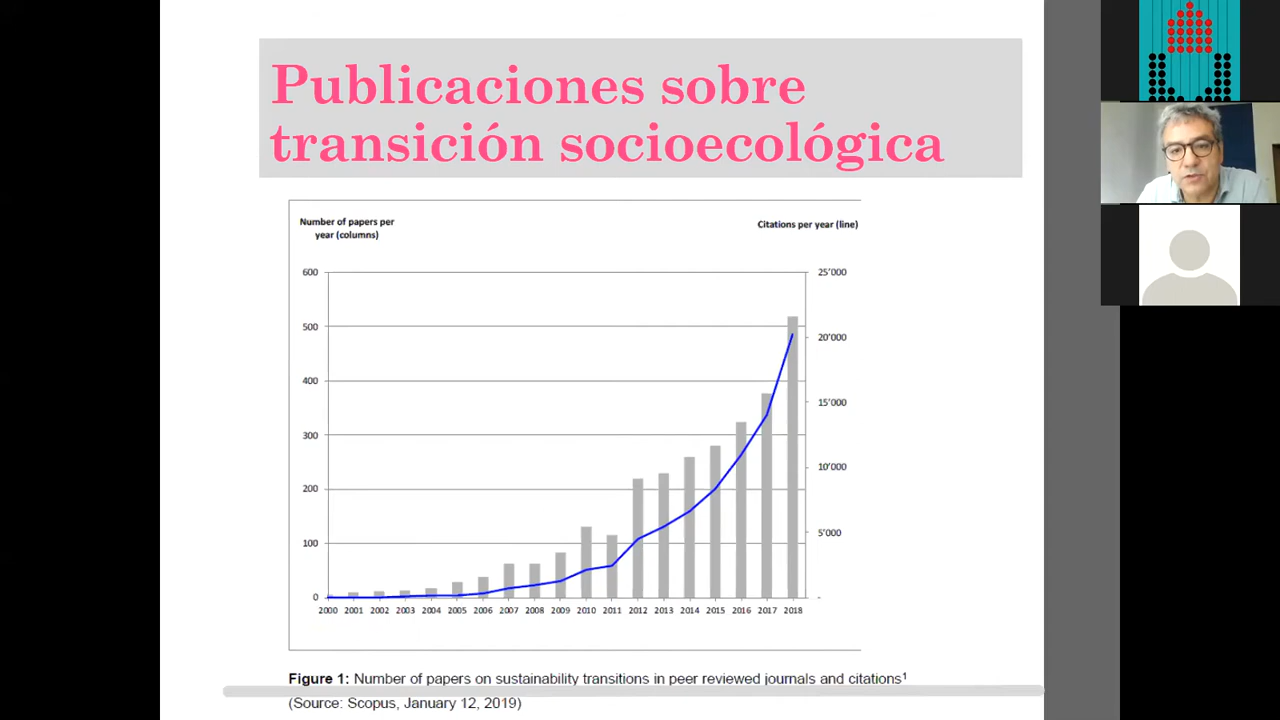 Publicaciones sobre
transición socioecológica
Number of papers per
year (columns)
Citations per year (line)
600
500
400
300
200
100
0
25'000
20'000
15'000
10'000
5'000
-
2000 2001 2002 2003 2004 2005 2006 2007 2008 2009 2010 2011 2012 2013 2014 2015 2016 2017 2018
Figure 1: Number of papers on sustainability transitions in peer reviewed journals and citations¹
(Source: Scopus, January 12, 2019)